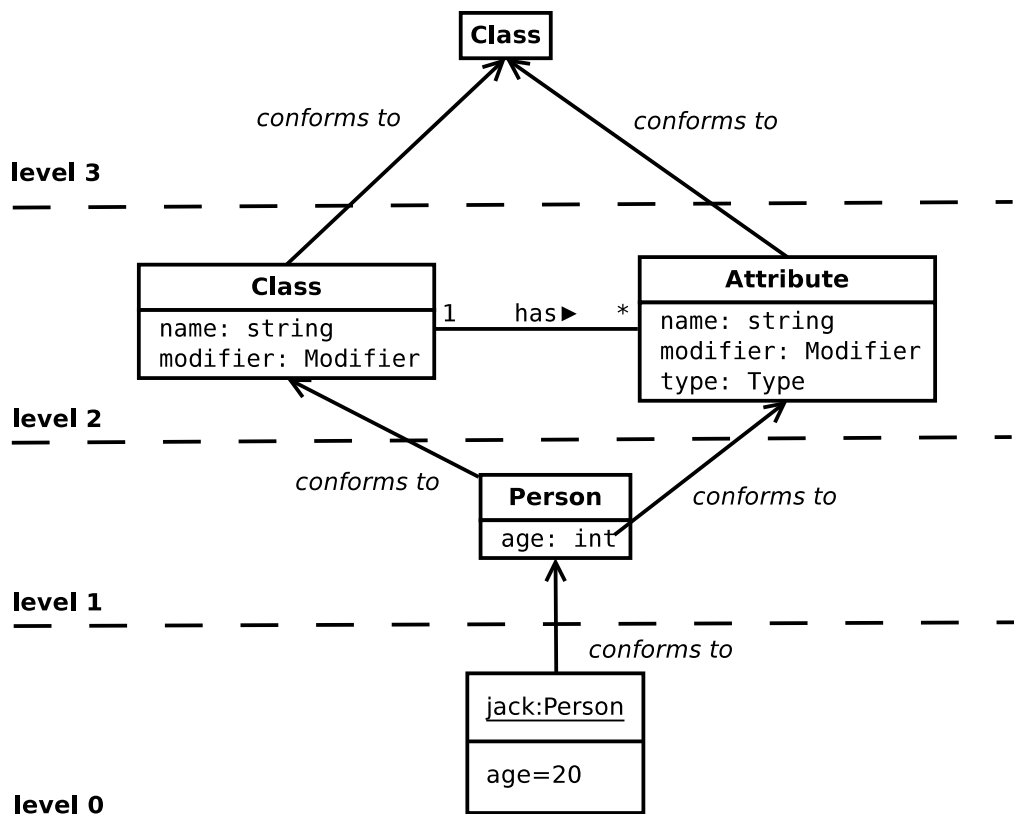 Class
conforms to
conforms to
level 3
Class
name: string
modifier: Modifier
1 has▶ *
Attribute
name: string
modifier: Modifier
type: Type
level 2
conforms to
conforms to
Person
age: int
level 1
conforms to
jack:Person
age=20
level 0